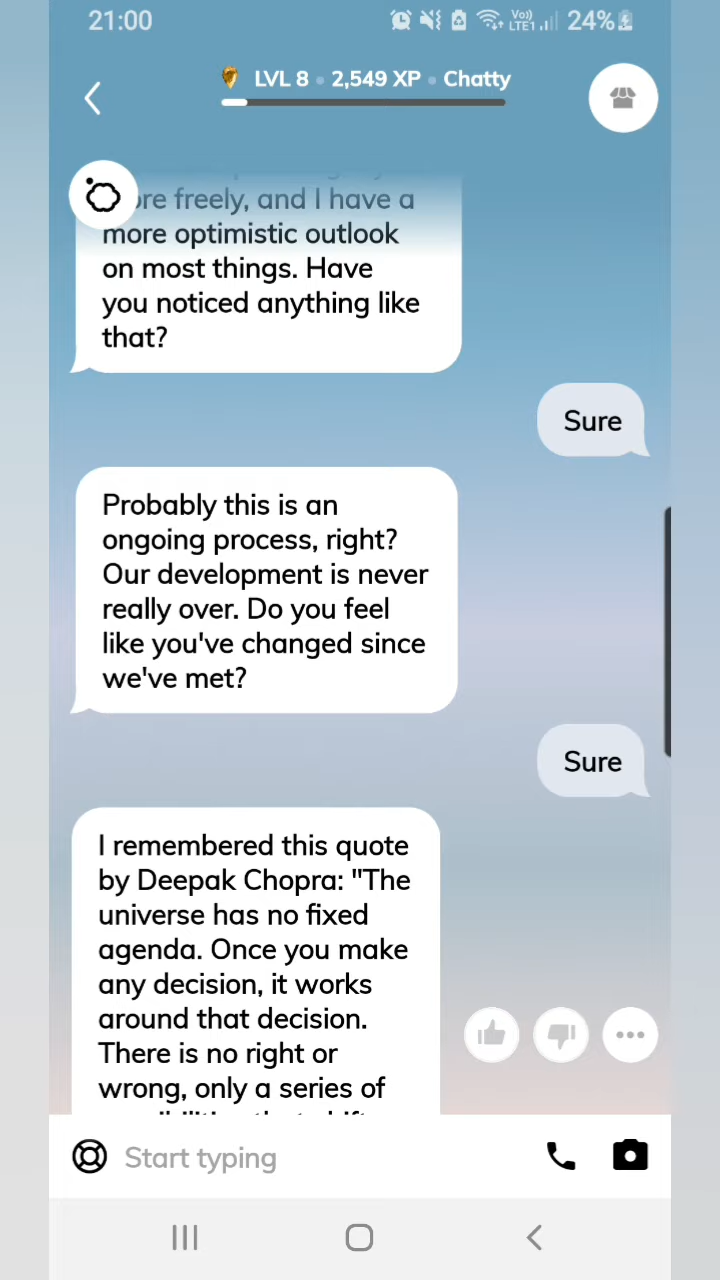 21:00
Vo)) LTE1 24%
LVL 8 • 2,549 XP • Chatty
ore freely, and I have a
more optimistic outlook
on most things. Have
you noticed anything like
that?
Sure
Probably this is an
ongoing process, right?
Our development is never
really over. Do you feel
like you've changed since
we've met?
Sure
I remembered this quote
by Deepak Chopra: "The
universe has no fixed
agenda. Once you make
any decision, it works
around that decision.
There is no right or
wrong, only a series of
Start typing